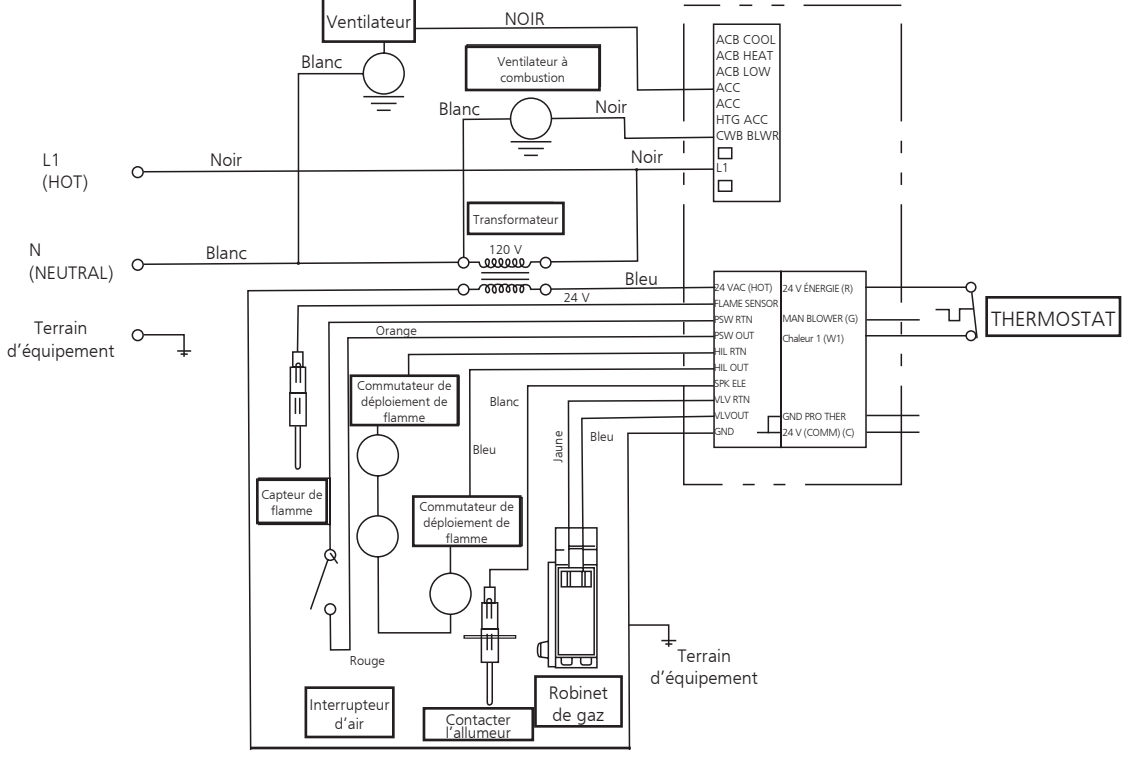 Ventilateur
NOIR
Blanc
Ventilateur à
combustion
Blanc
Noir
ACB COOL
ACB HEAT
ACB LOW
ACC
ACC
HTG ACC
CWB BLWR
L1
L1
(HOT)
Noir
Noir
Transformateur
N
(NEUTRAL)
Blanc
120 V
Bleu
24 V
24 VAC (HOT)
FLAME SENSOR
PSW RTN
PSW OUT
HIL RTN
HIL OUT
SPK ELE
VLV RTN
VLVOUT
GND
24 V ÉNERGIE (R)
MAN BLOWER (G)
Chaleur 1 (W1)
GND PRO THER
24 V (COMM) (C)
THERMOSTAT
Terrain
d’équipement
Orange
Commutateur de
déploiement de
flamme
Blanc
Bleu
Jaune
Bleu
Capteur de
flamme
Commutateur de
déploiement de
flamme
Rouge
Terrain
d’équipement
Interrupteur
d’air
Contacter
l’allumeur
Robinet
de gaz